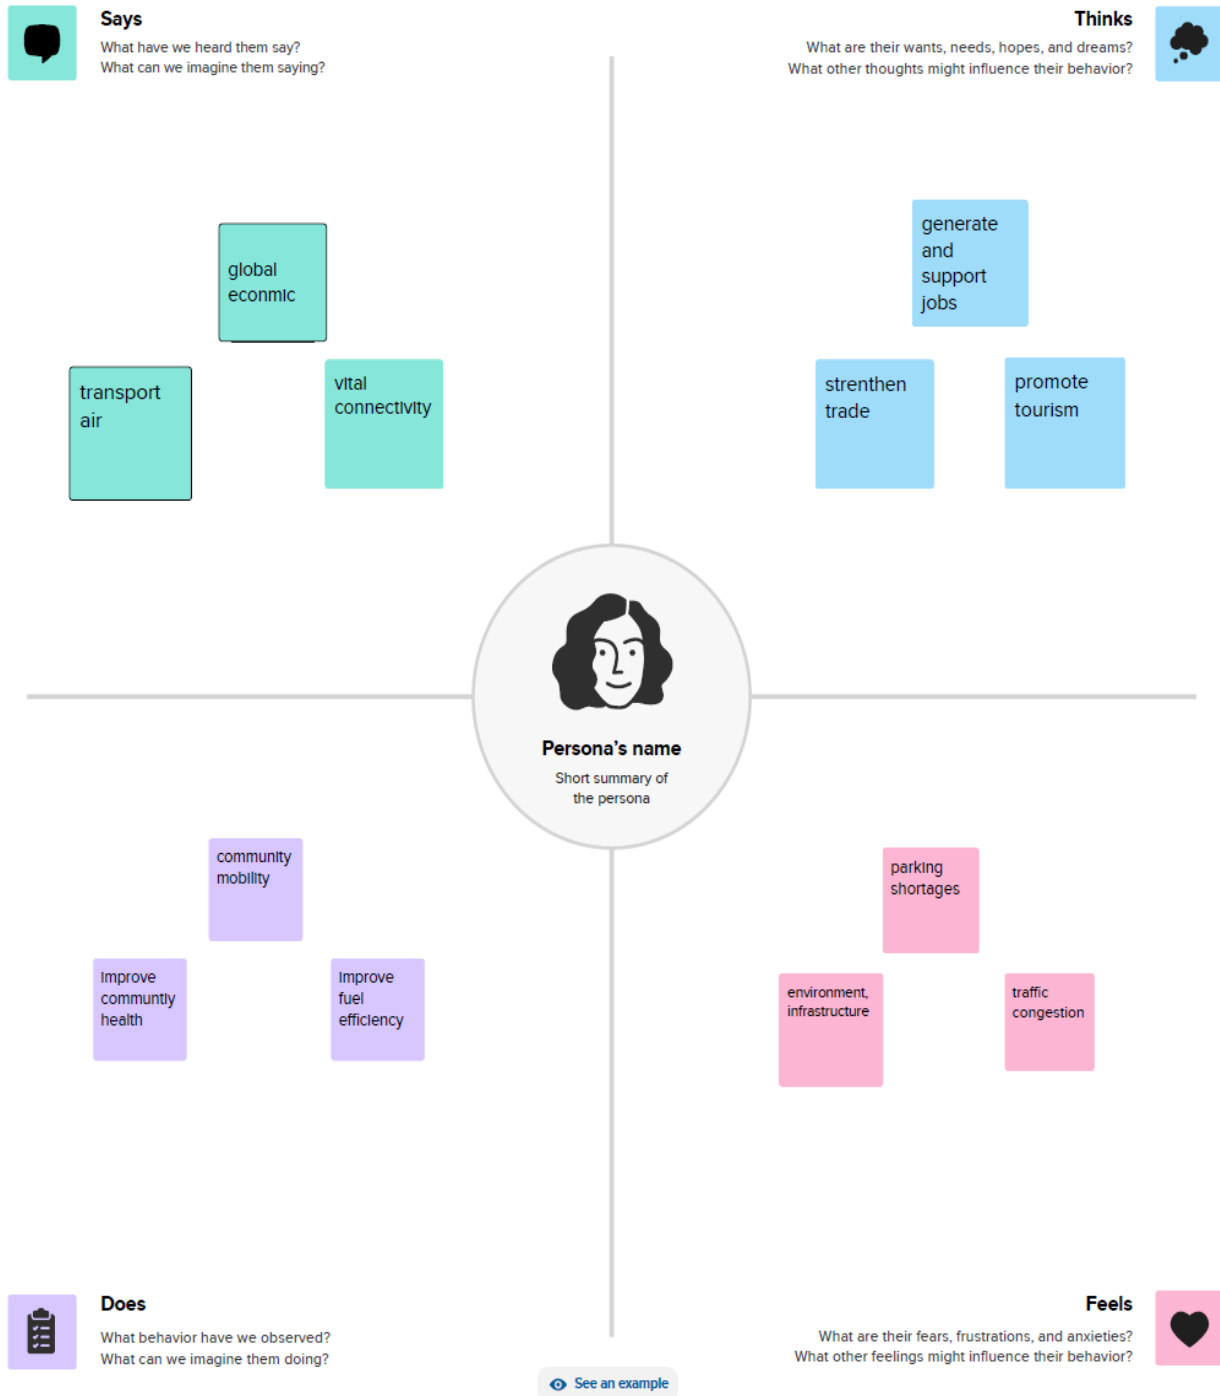 Says
What have we heard them say?
What can we imagine them saying?
Thinks
What are their wants, needs, hopes, and dreams?
What other thoughts might influence their behavior?
global
econmic
transport
air
vital
connectivity
generate
and
support
jobs
strenthen
trade
promote
tourism
Persona's name
Short summary of
the persona
community
mobility
improve
communtiy
health
improve
fuel
efficiency
parking
shortages
environment,
infrastructure
traffic
congestion
Does
What behavior have we observed?
What can we imagine them doing?
Feels
What are their fears, frustrations, and anxieties?
What other feelings might influence their behavior?
See an example